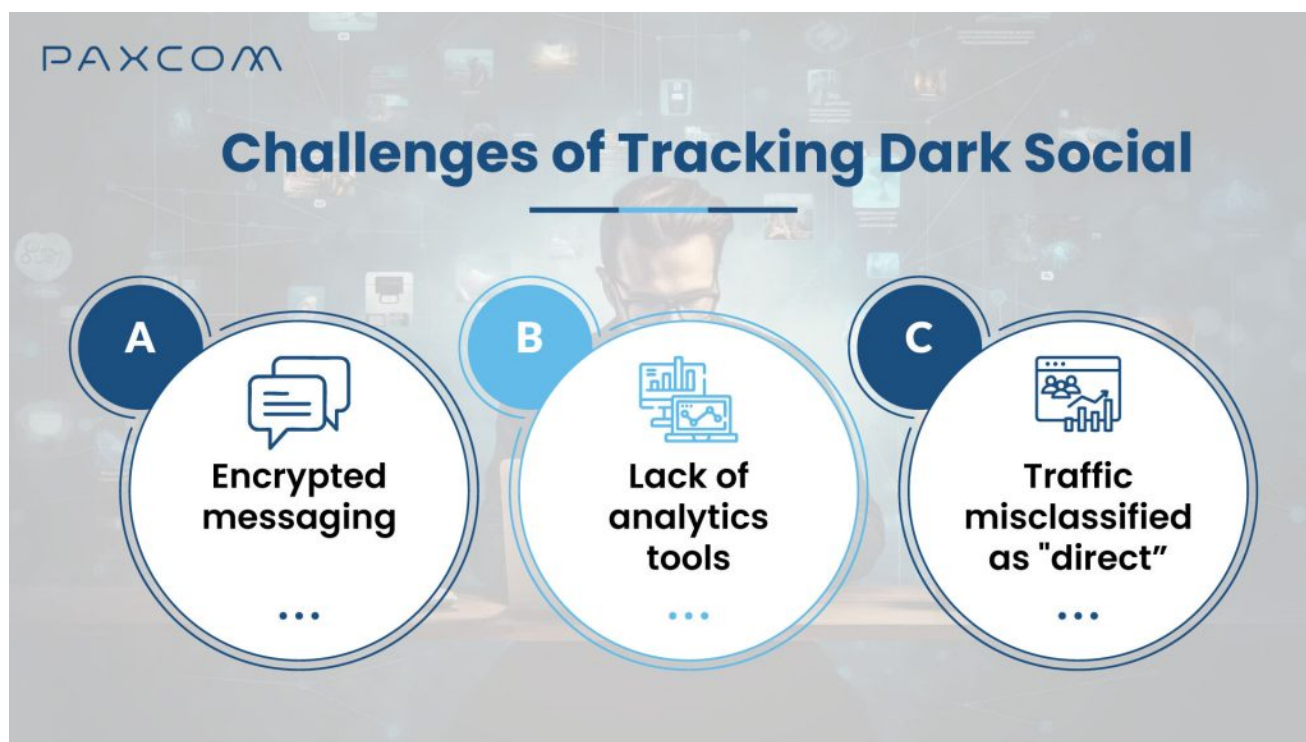 PAXCOM
Challenges of Tracking Dark Social
A
Encrypted
messaging
B
Lack of
analytics
tools
C
Traffic
misclassified
as "direct”